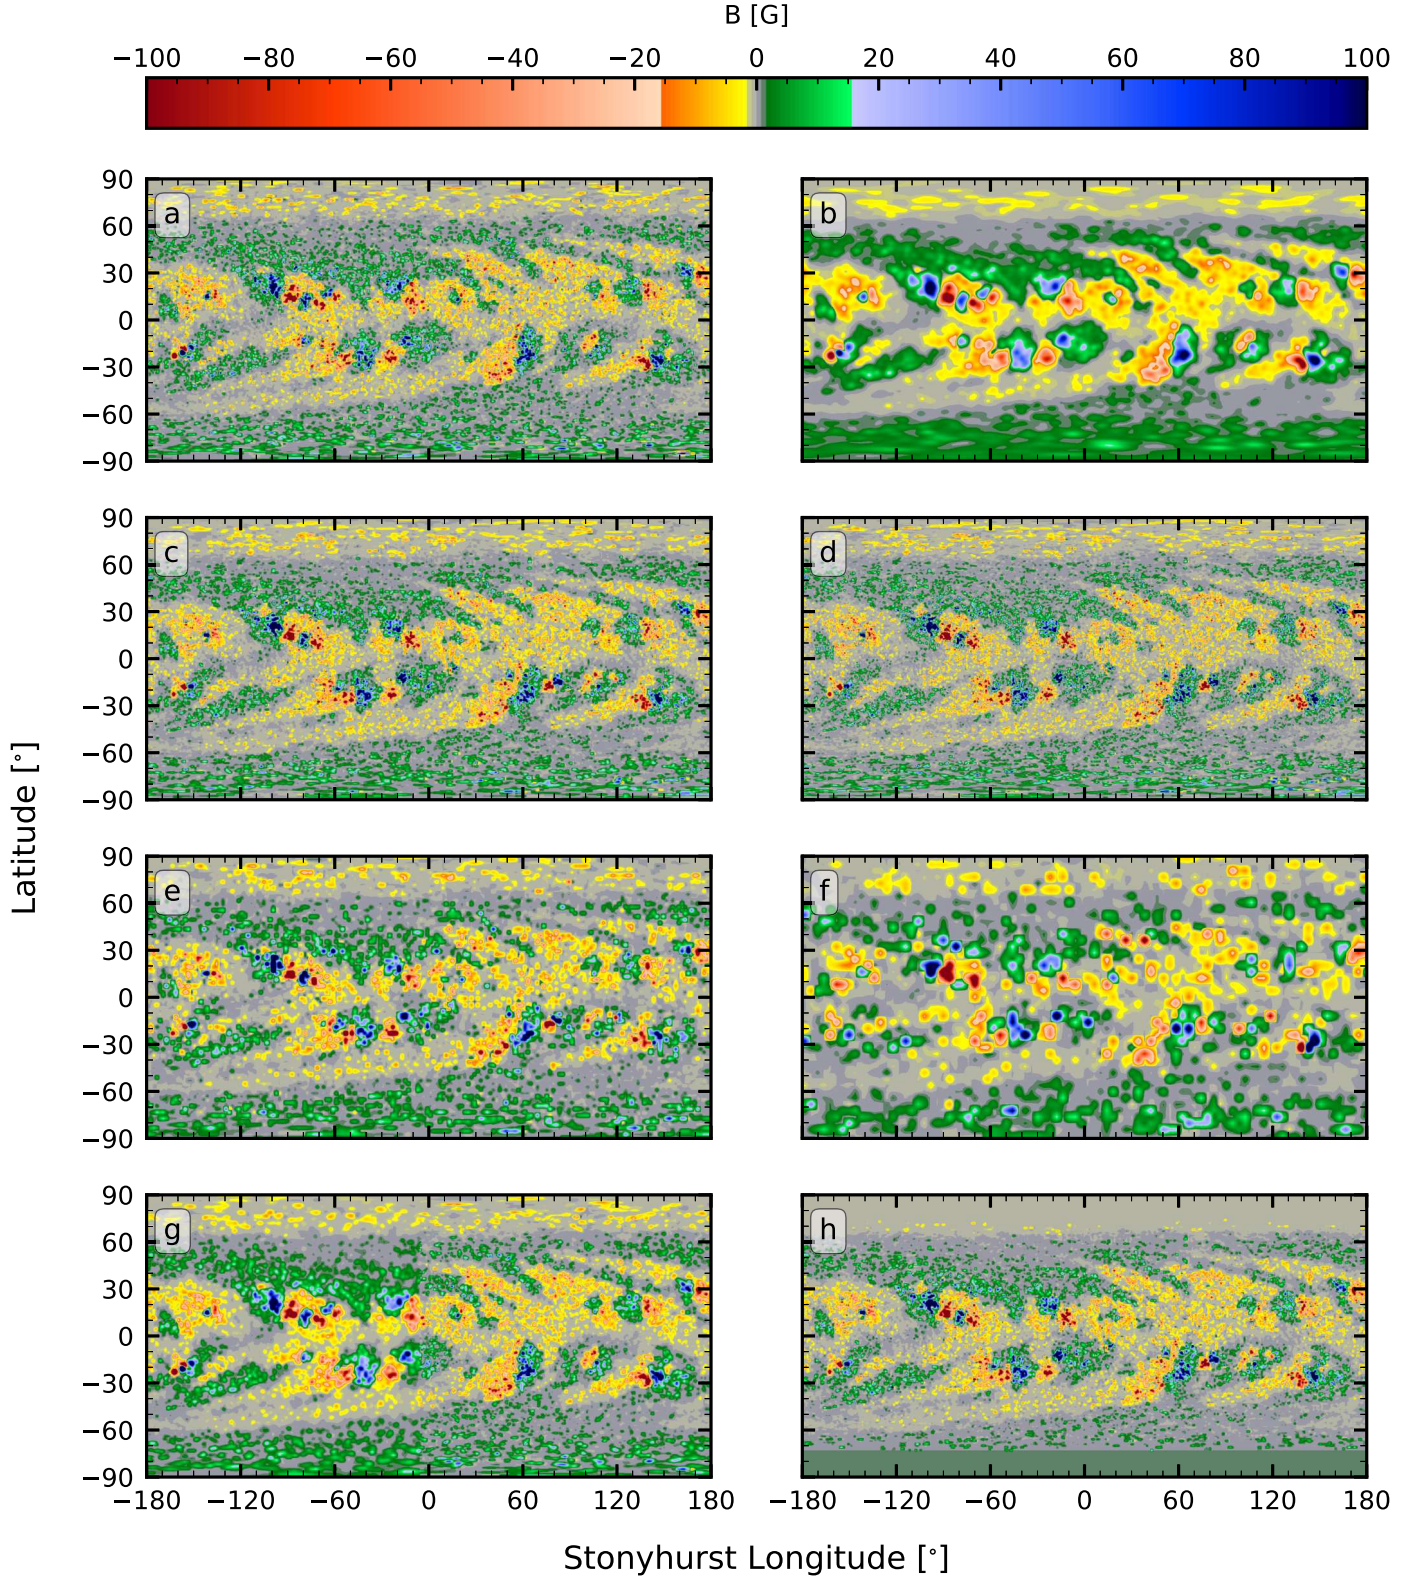 B [G]
−100 −80 −60 −40 −20 0 20 40 60 80 100
90 60 30 0 −30 −60 −90
a
b
90 60 30 0 −30 −60 −90
c
d
Latitude [°]
90 60 30 0 −30 −60 −90
e
f
90 60 30 0 −30 −60 −90
g
h
−180 −120 −60 0 60 120 180
−180 −120 −60 0 60 120 180
Stonyhurst Longitude [°]